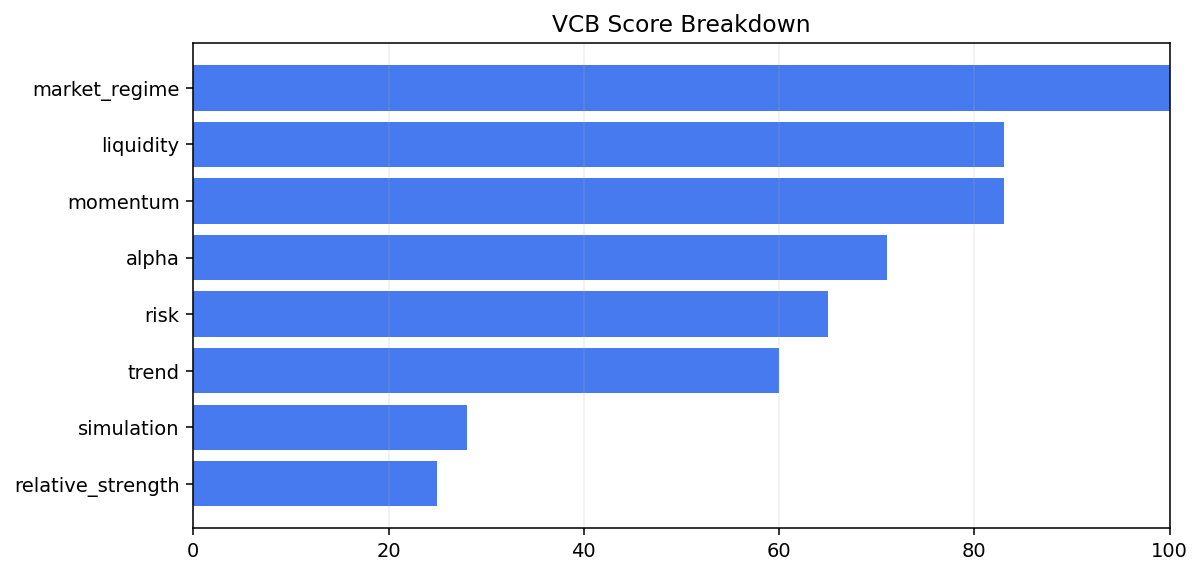 VCB Score Breakdown
market_regime
liquidity
momentum
alpha
risk
trend
simulation
relative_strength
0 20 40 60 80 100